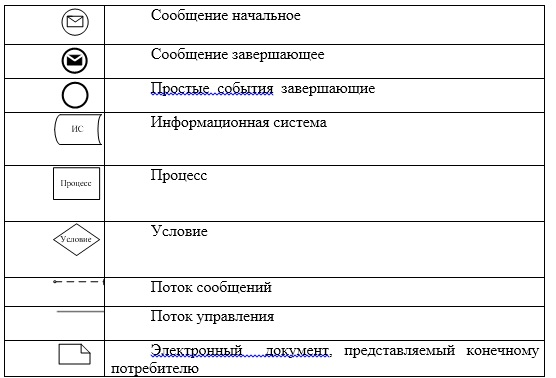 Сообщение начальное
Сообщение завершающее
Простые события завершающие
ИС
Информационная система
Процесс
Процесс
Условие
Условие
Поток сообщений
Поток управления
Электронный документ, представляемый конечному
потребителю